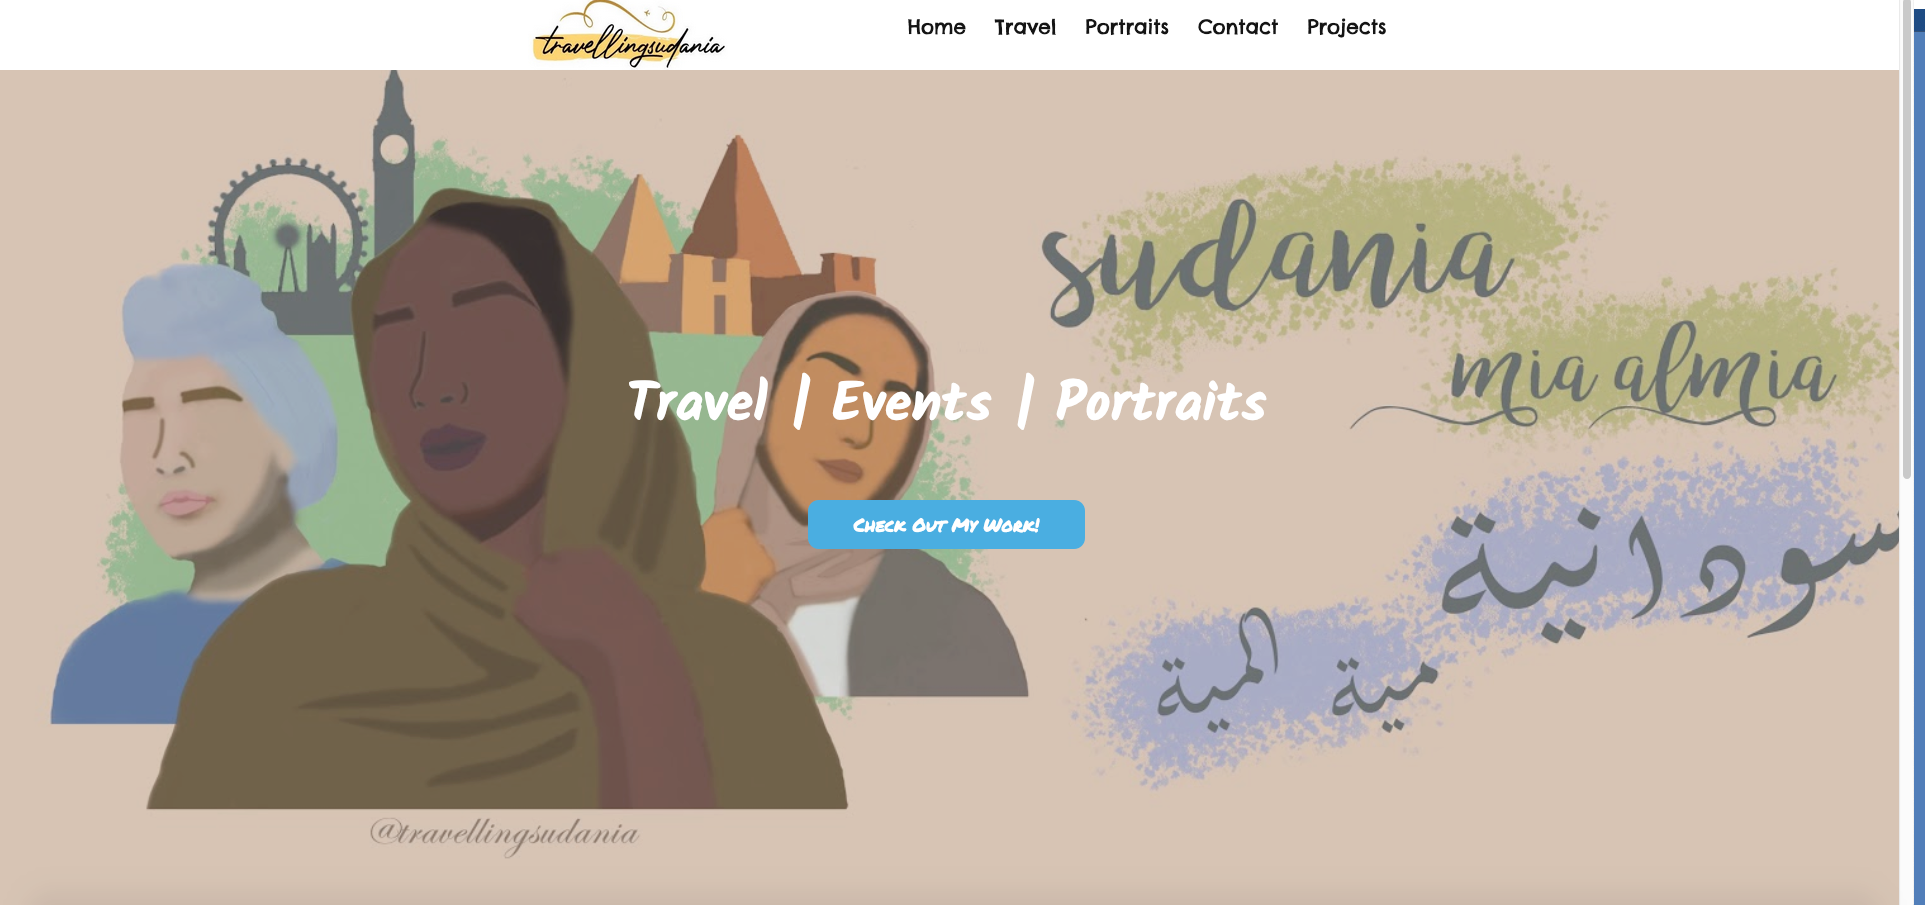 travellingsudania
Home Travel Portraits Contact Projects
sudania
mia almia
Travel | Events | Portraits
Check Out My Work!
سودانية
مية المية
@travellingsudania